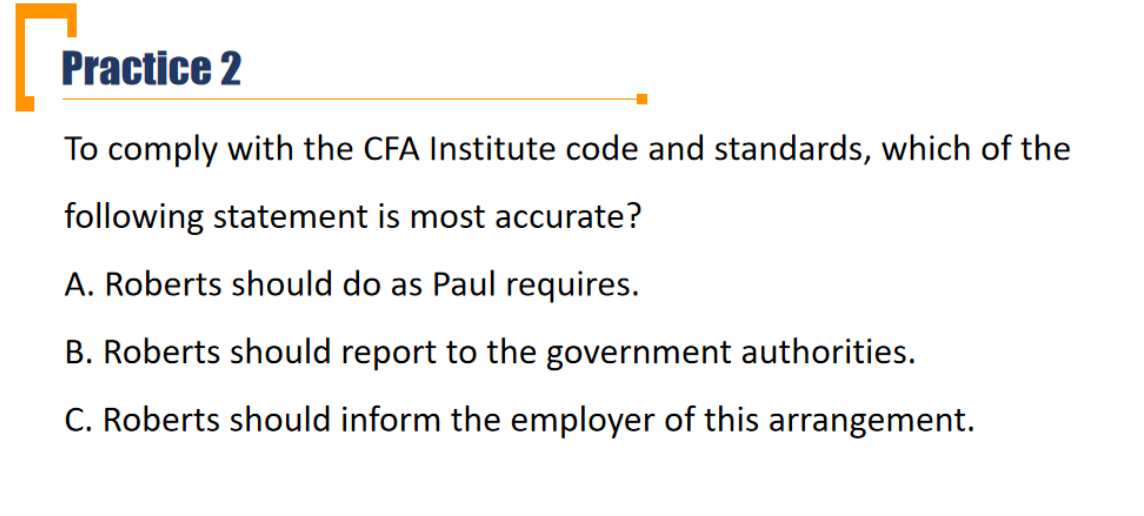 Practice 2
To comply with the CFA Institute code and standards, which of the
following statement is most accurate?
A. Roberts should do as Paul requires.
B. Roberts should report to the government authorities.
C. Roberts should inform the employer of this arrangement.